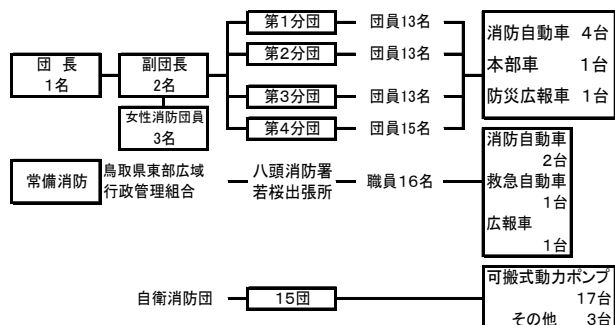 第1分団 団員13名
第2分団 団員13名
団長 副団長
1名 2名
第3分団 団員13名
女性消防団員
3名
第4分団 団員15名
消防自動車 4台
本部車 1台
防災広報車 1台
常備消防
鳥取県東部広域
行政管理組合
八頭消防署
若桜出張所
職員16名
消防自動車
2台
救急自動車
1台
広報車
1台
自衛消防団 15団
可搬式動力ポンプ
17台
その他 3台